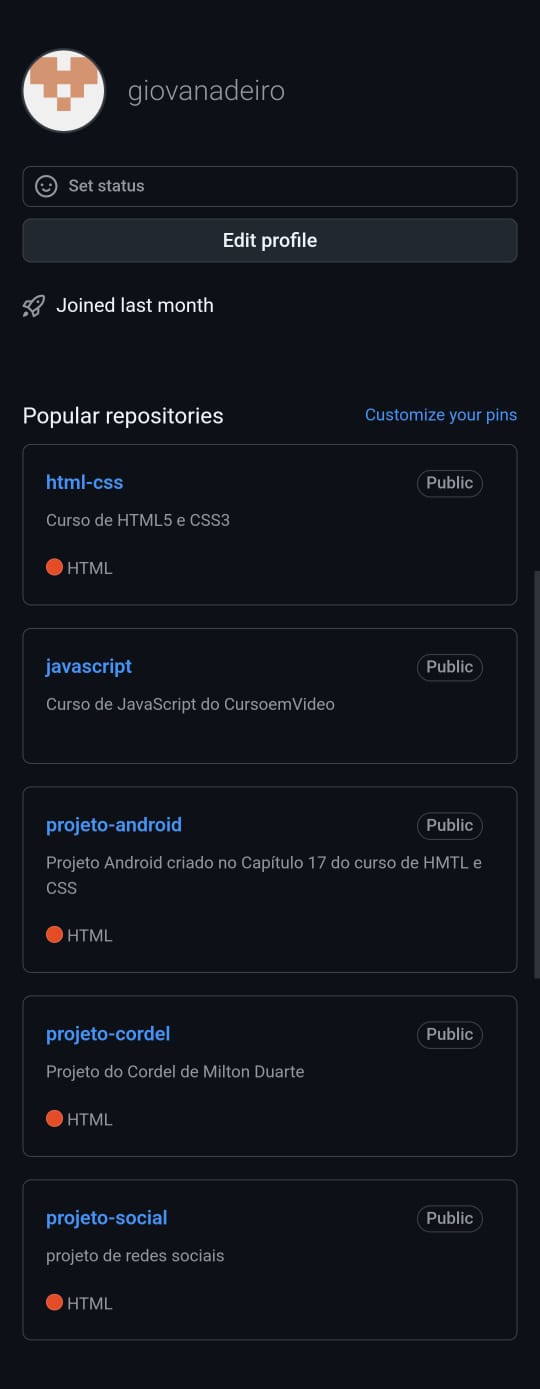 giovanadeiro
Set status
Edit profile
Joined last month
Popular repositories
Customize your pins
html-css
Public
Curso de HTML5 e CSS3
HTML
javascript
Public
Curso de JavaScript do CursoemVideo
projeto-android
Public
Projeto Android criado no Capítulo 17 do curso de HMTL e
CSS
HTML
projeto-cordel
Public
Projeto do Cordel de Milton Duarte
HTML
projeto-social
Public
projeto de redes sociais
HTML